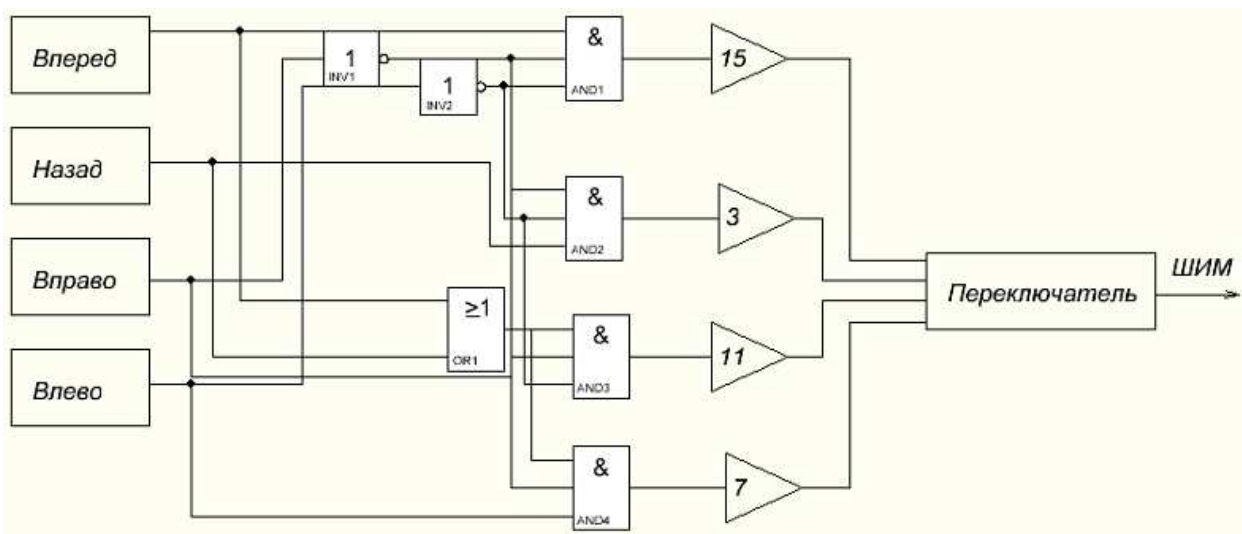 Вперед
Назад
Вправо
Влево
1
INV1
1
INV2
&
AND1
15
&
AND2
3
≥1
OR1
&
AND3
11
&
AND4
7
Переключатель
ШИМ